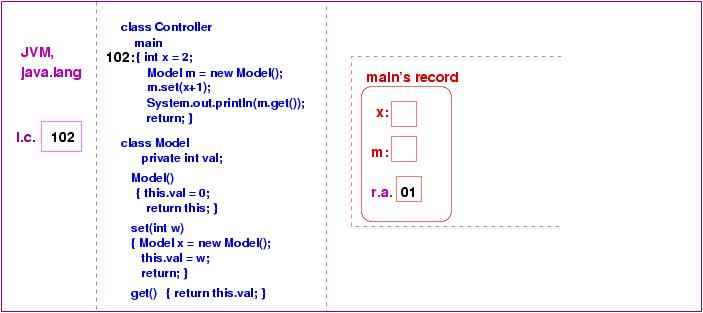 JVM,
java.lang
l.c. 102
class Controller
main
102: { int x = 2;
Model m = new Model();
m.set(x+1);
System.out.println(m.get());
return; }
class Model
private int val;
Model()
{ this.val = 0;
return this; }
set(int w)
{ Model x = new Model();
this.val = w;
return; }
get() { return this.val; }
main's record
x:
m:
r.a. 01